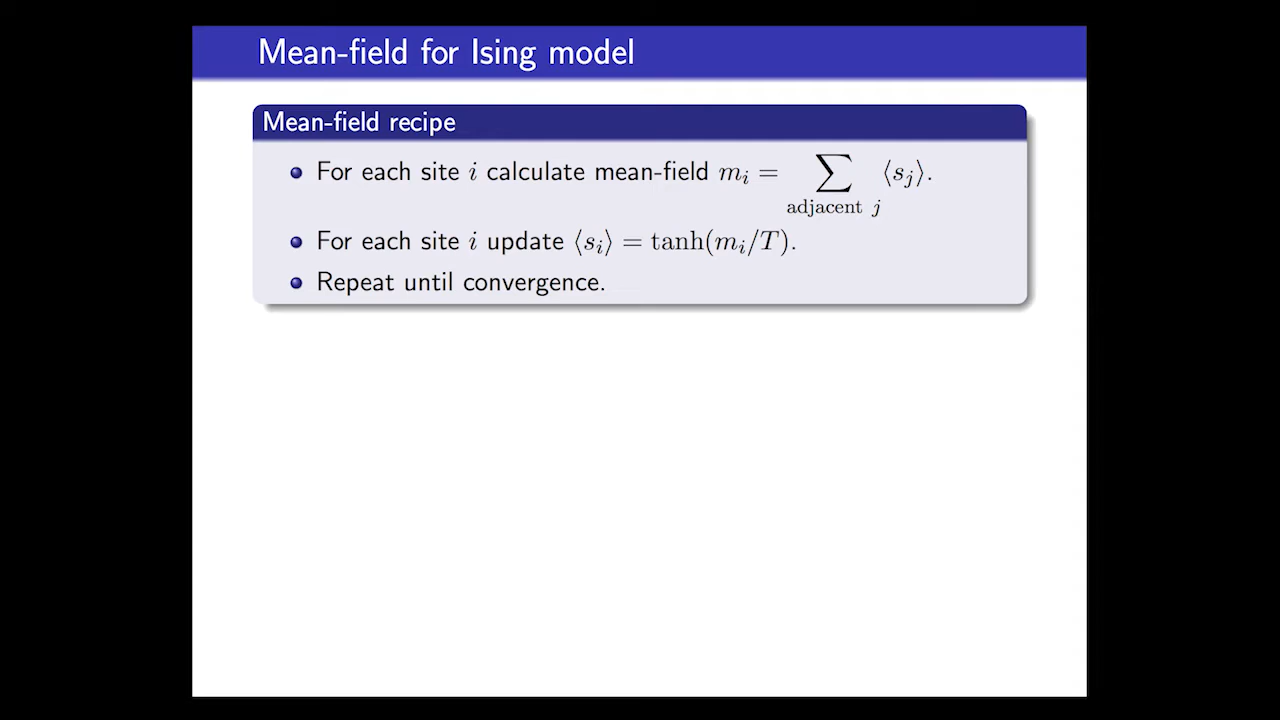 Mean-field for Ising model
Mean-field recipe
For each site i calculate mean-field m_i = ∑_{adjacent j} ⟨s_j⟩.
For each site i update ⟨s_i⟩ = tanh(m_i/T).
Repeat until convergence.